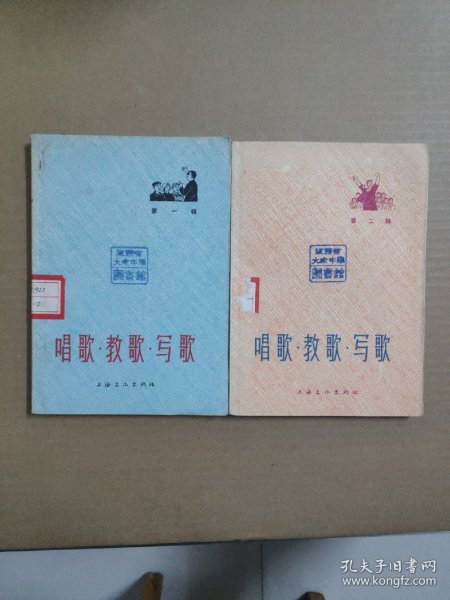 第一辑
唱歌·教歌·写歌
上海文化出版社
第二辑
唱歌·教歌·写歌
上海文化出版社
孔夫子旧书网
www.kongfz.com